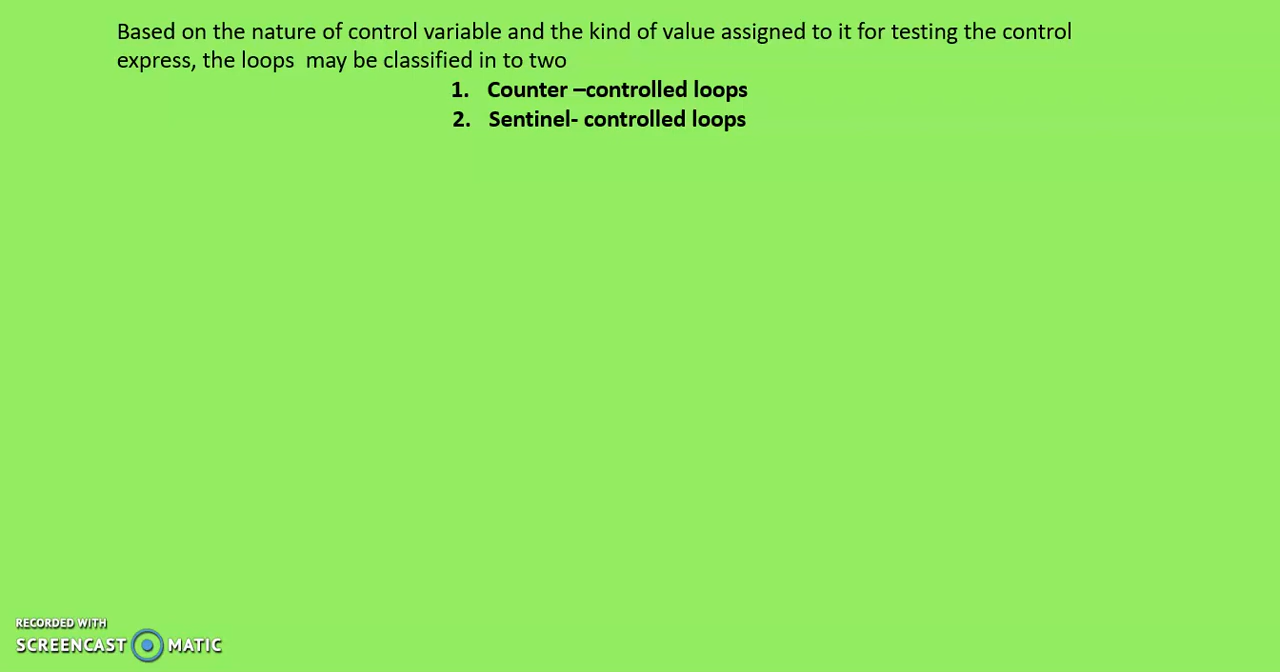 Based on the nature of control variable and the kind of value assigned to it for testing the control
express, the loops may be classified in to two
1. Counter –controlled loops
2. Sentinel- controlled loops
RECORDED WITH
SCREENCAST MATIC